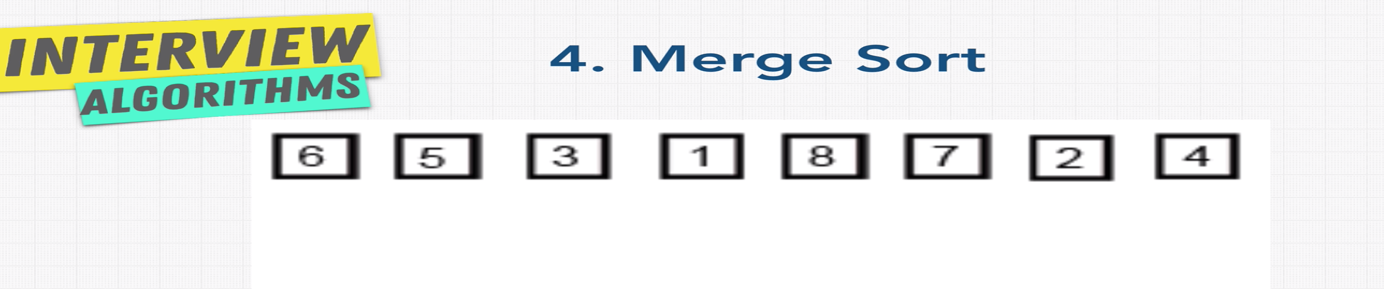 INTERVIEW
ALGORITHMS
4. Merge Sort
6 5 3 1 8 7 2 4